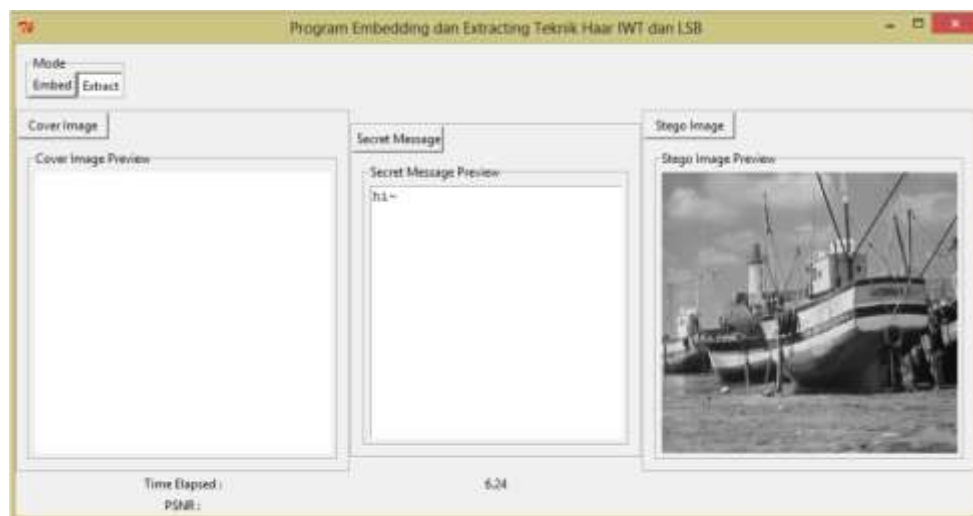 Program Embedding dan Extracting Teknik Haar IWT dan LSB
Mode
Embed Extract
Cover Image
Cover Image Preview
Secret Message
Secret Message Preview
hi~
Stego Image
Stego Image Preview
Time Elapsed : 6.24
PSNR :